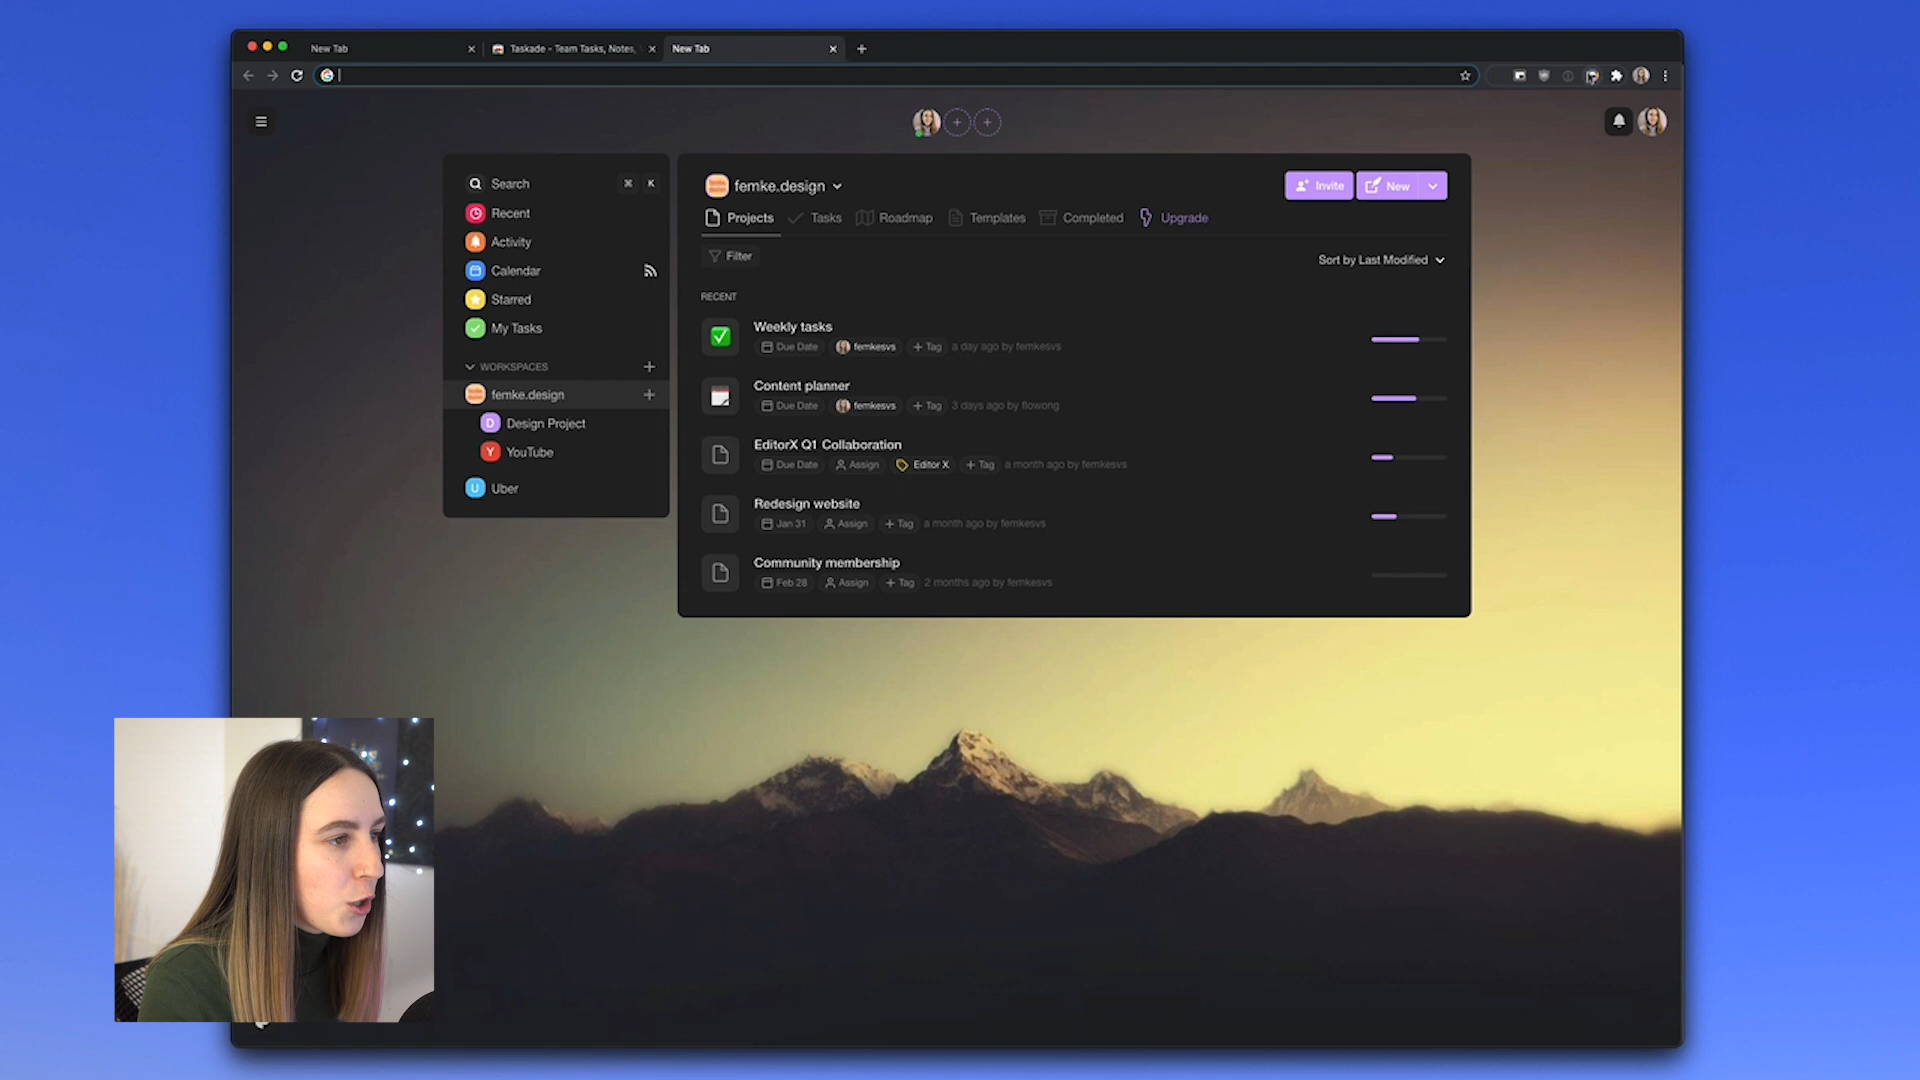 New Tab
Taskade - Team Tasks, Notes,
New Tab
Search ⌘ K
Recent
Activity
Calendar
Starred
My Tasks
WORKSPACES
femke.design
D Design Project
Y YouTube
U Uber
femke.design
Invite
New
Projects
Tasks
Roadmap
Templates
Completed
Upgrade
Filter
Sort by Last Modified
RECENT
Weekly tasks
Due Date femkesvs + Tag a day ago by femkesvs
Content planner
Due Date femkesvs + Tag 3 days ago by flowong
EditorX Q1 Collaboration
Due Date Assign Editor X + Tag a month ago by femkesvs
Redesign website
Jan 31 Assign + Tag a month ago by femkesvs
Community membership
Feb 28 Assign + Tag 2 months ago by femkesvs